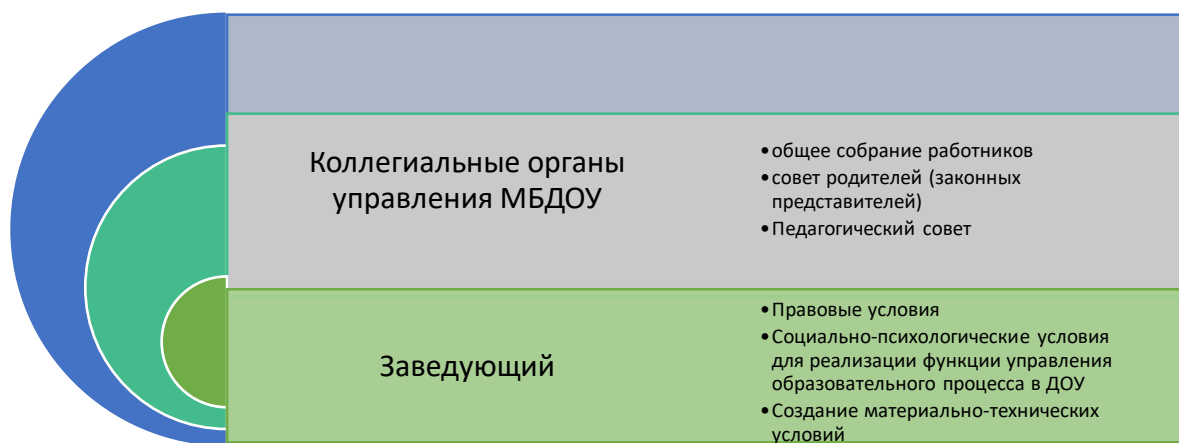 Коллегиальные органы
управления МБДОУ
•общее собрание работников
•совет родителей (законных
представителей)
•Педагогический совет
Заведующий
•Правовые условия
•Социально-психологические условия
для реализации функции управления
образовательного процесса в ДОУ
•Создание материально-технических
условий